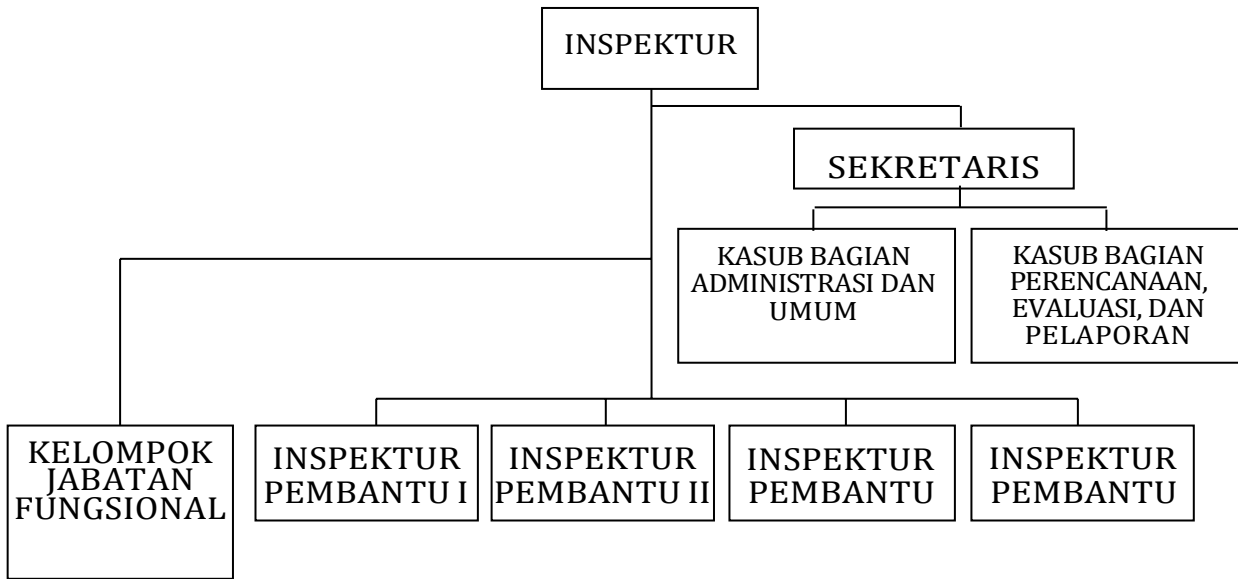 INSPEKTUR
SEKRETARIS
KASUB BAGIAN
ADMINISTRASI DAN
UMUM
KASUB BAGIAN
PERENCANAAN,
EVALUASI, DAN
PELAPORAN
KELOMPOK
JABATAN
FUNGSIONAL
INSPEKTUR
PEMBANTU I
INSPEKTUR
PEMBANTU II
INSPEKTUR
PEMBANTU
INSPEKTUR
PEMBANTU